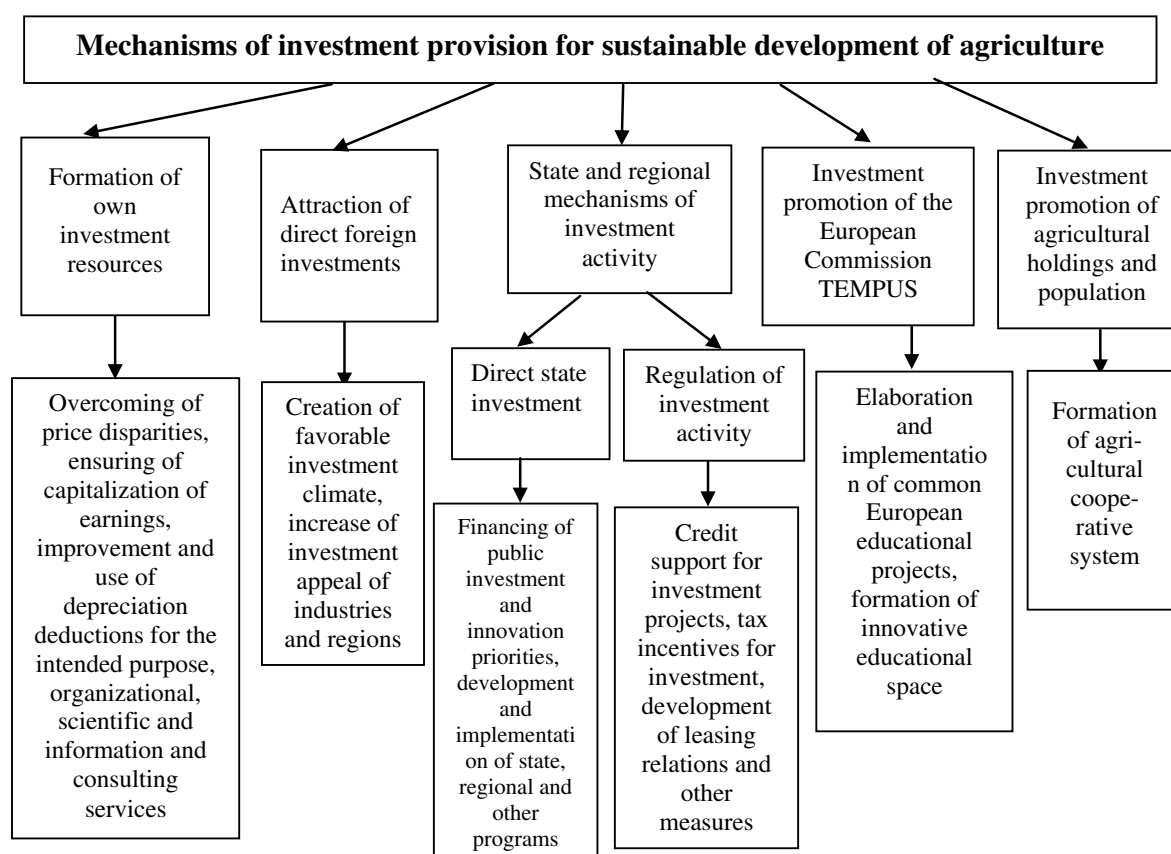 Mechanisms of investment provision for sustainable development of agriculture
Formation of
own
investment
resources
Attraction of
direct foreign
investments
State and regional
mechanisms of
investment
activity
Investment
promotion of the
European
Commission
TEMPUS
Investment
promotion of
agricultural
holdings and
population
Direct state
investment
Regulation of
investment
activity
Overcoming of
price disparities,
ensuring of
capitalization of
earnings,
improvement and
use of
depreciation
deductions for the
intended purpose,
organizational,
scientific and
information and
consulting
services
Creation of
favorable
investment
climate,
increase of
investment
appeal of
industries
and regions
Financing of
public
investment
and
innovation
priorities,
development
and
implementati
on of state,
regional and
other
programs
Credit
support for
investment
projects, tax
incentives for
investment,
development
of leasing
relations and
other
measures
Elaboration
and
implementatio
n of common
European
educational
projects,
formation of
innovative
educational
space
Formation
of agri-
cultural
coope-
rative
system